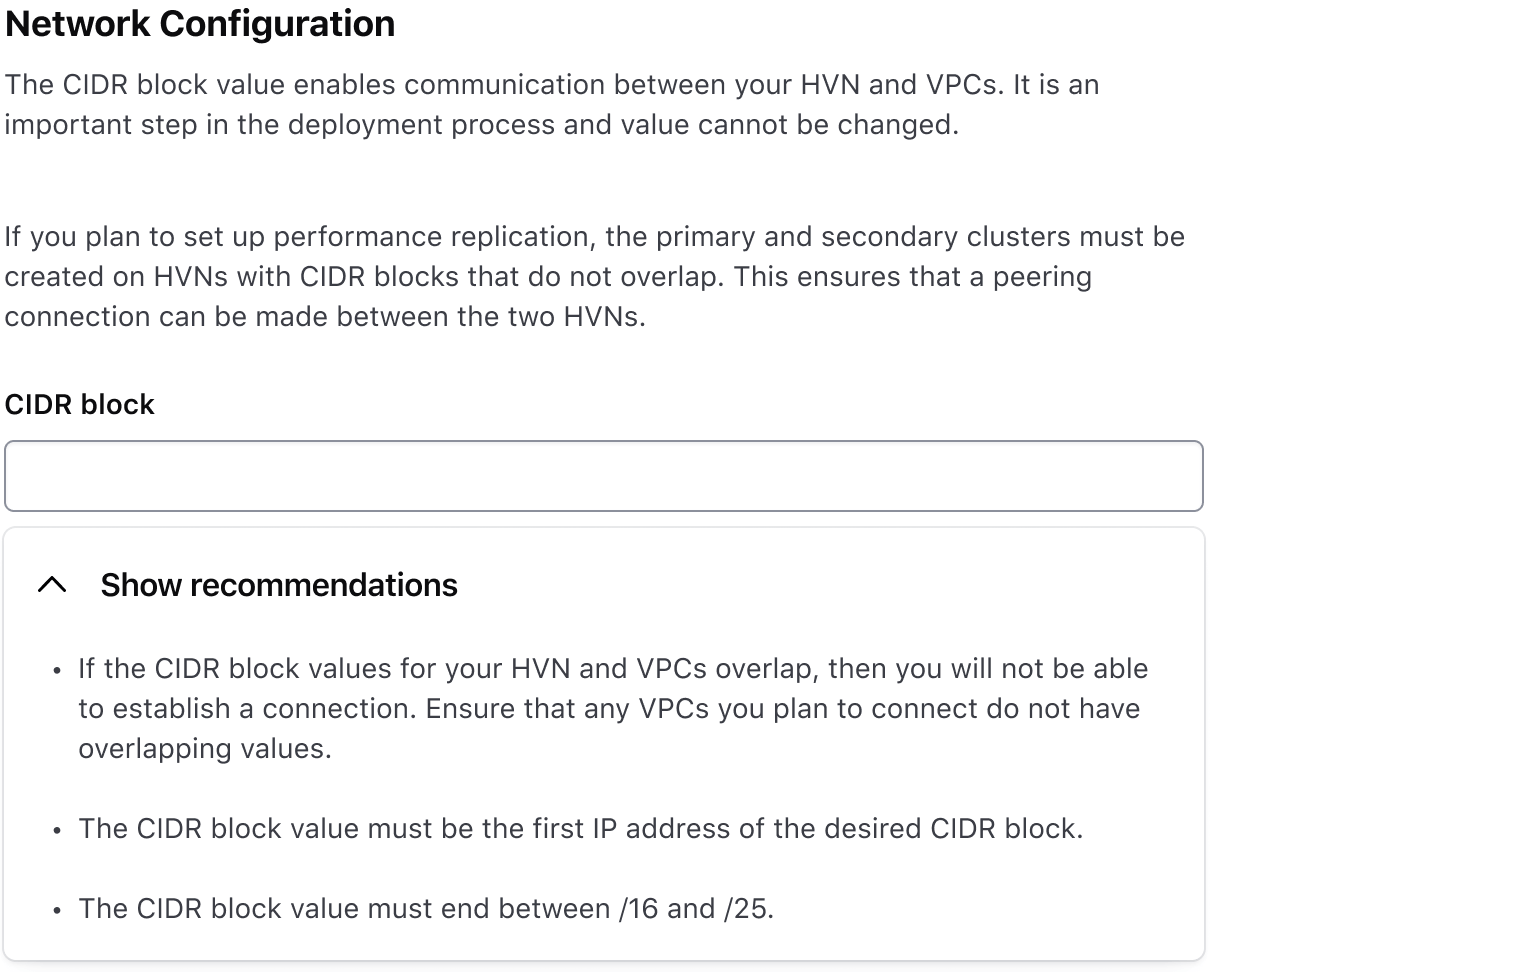 Network Configuration
The CIDR block value enables communication between your HVN and VPCs. It is an
important step in the deployment process and value cannot be changed.
If you plan to set up performance replication, the primary and secondary clusters must be
created on HVNs with CIDR blocks that do not overlap. This ensures that a peering
connection can be made between the two HVNs.
CIDR block
Show recommendations
• If the CIDR block values for your HVN and VPCs overlap, then you will not be able
to establish a connection. Ensure that any VPCs you plan to connect do not have
overlapping values.
• The CIDR block value must be the first IP address of the desired CIDR block.
• The CIDR block value must end between /16 and /25.